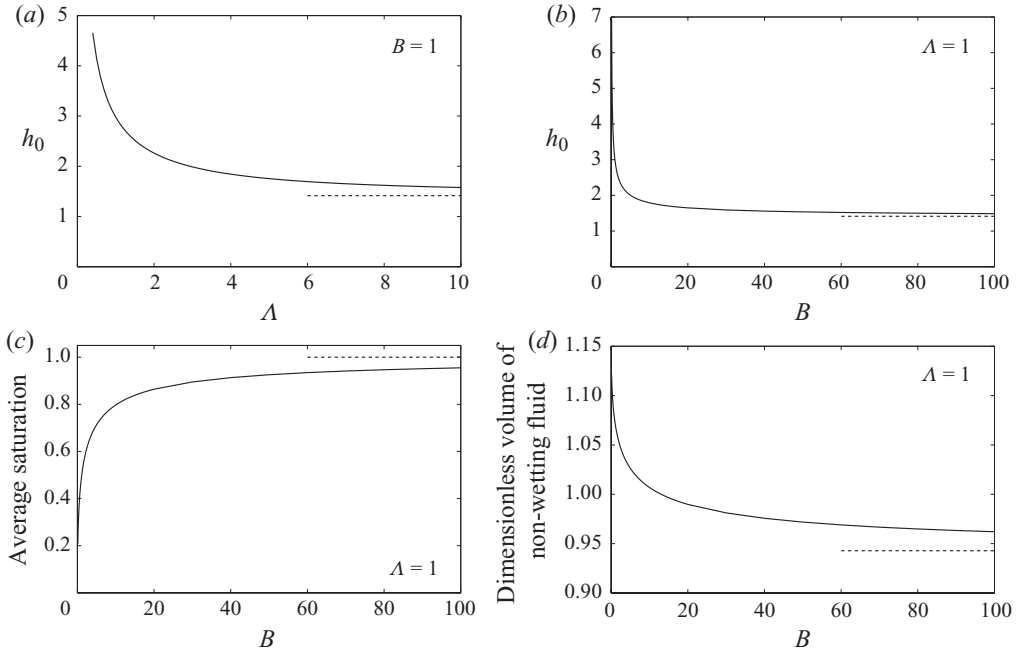 (a)
5
4
3
2
1
0
h0
B = 1
2
4
6
8
10
Λ
(b)
7
6
5
4
3
2
1
0
h0
Λ = 1
20
40
60
80
100
B
(c)
1.0
0.8
0.6
0.4
0.2
0
Average saturation
Λ = 1
20
40
60
80
100
B
(d)
1.15
1.10
1.05
1.00
0.95
0.90
Dimensionless volume of
non-wetting fluid
Λ = 1
0
20
40
60
80
100
B